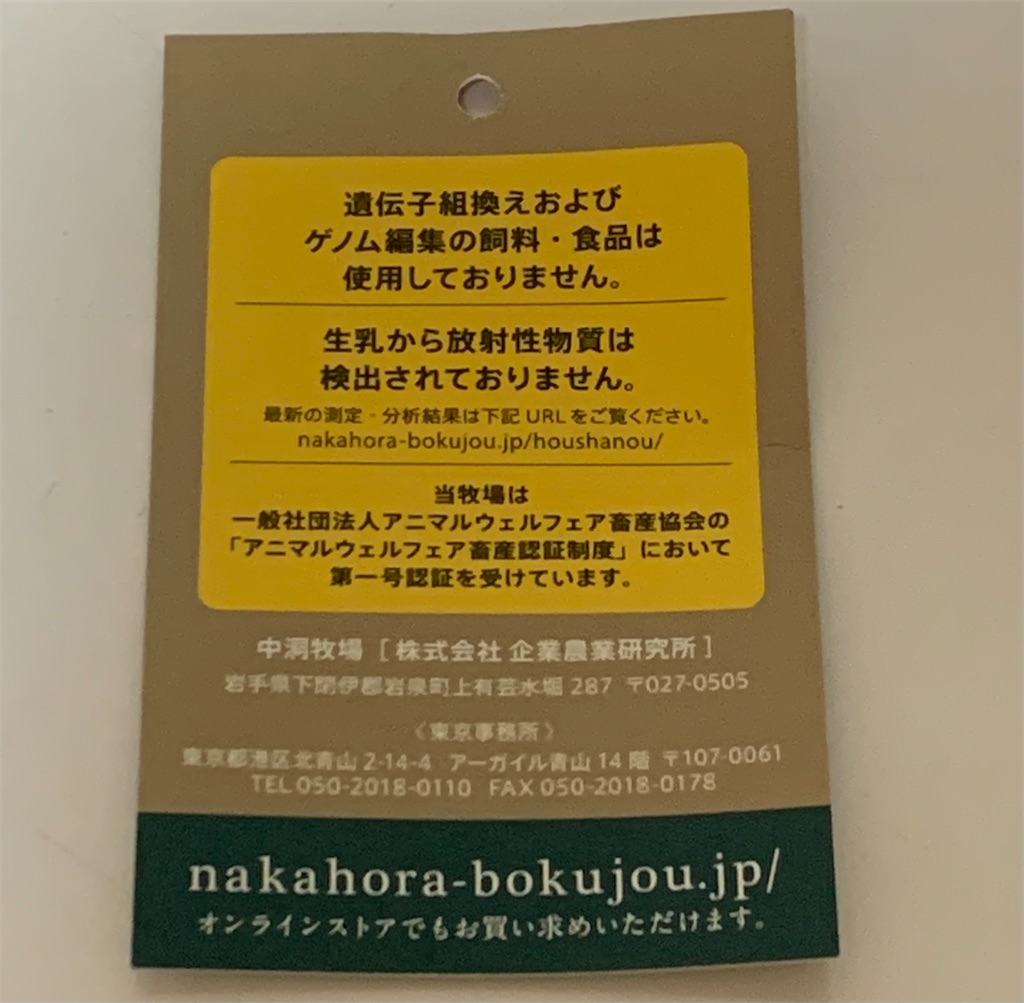 遺伝子組換えおよび
ゲノム編集の飼料・食品は
使用しておりません。
生乳から放射性物質は
検出されておりません。
最新の測定・分析結果は下記URLをご覧ください。
nakahora-bokujou.jp/houshanou/
当牧場は
一般社団法人アニマルウェルフェア畜産協会の
「アニマルウェルフェア畜産認証制度」において
第一号認証を受けています。
中洞牧場［株式会社 企業農業研究所］
岩手県下閉伊郡岩泉町上有芸水堀 287 〒027-0505
〈東京事務所〉
東京都港区北青山 2-14-4 アーガイル青山 14 階 〒107-0061
TEL 050-2018-0110 FAX 050-2018-0178
nakahora-bokujou.jp/
オンラインストアでもお買い求めいただけます。